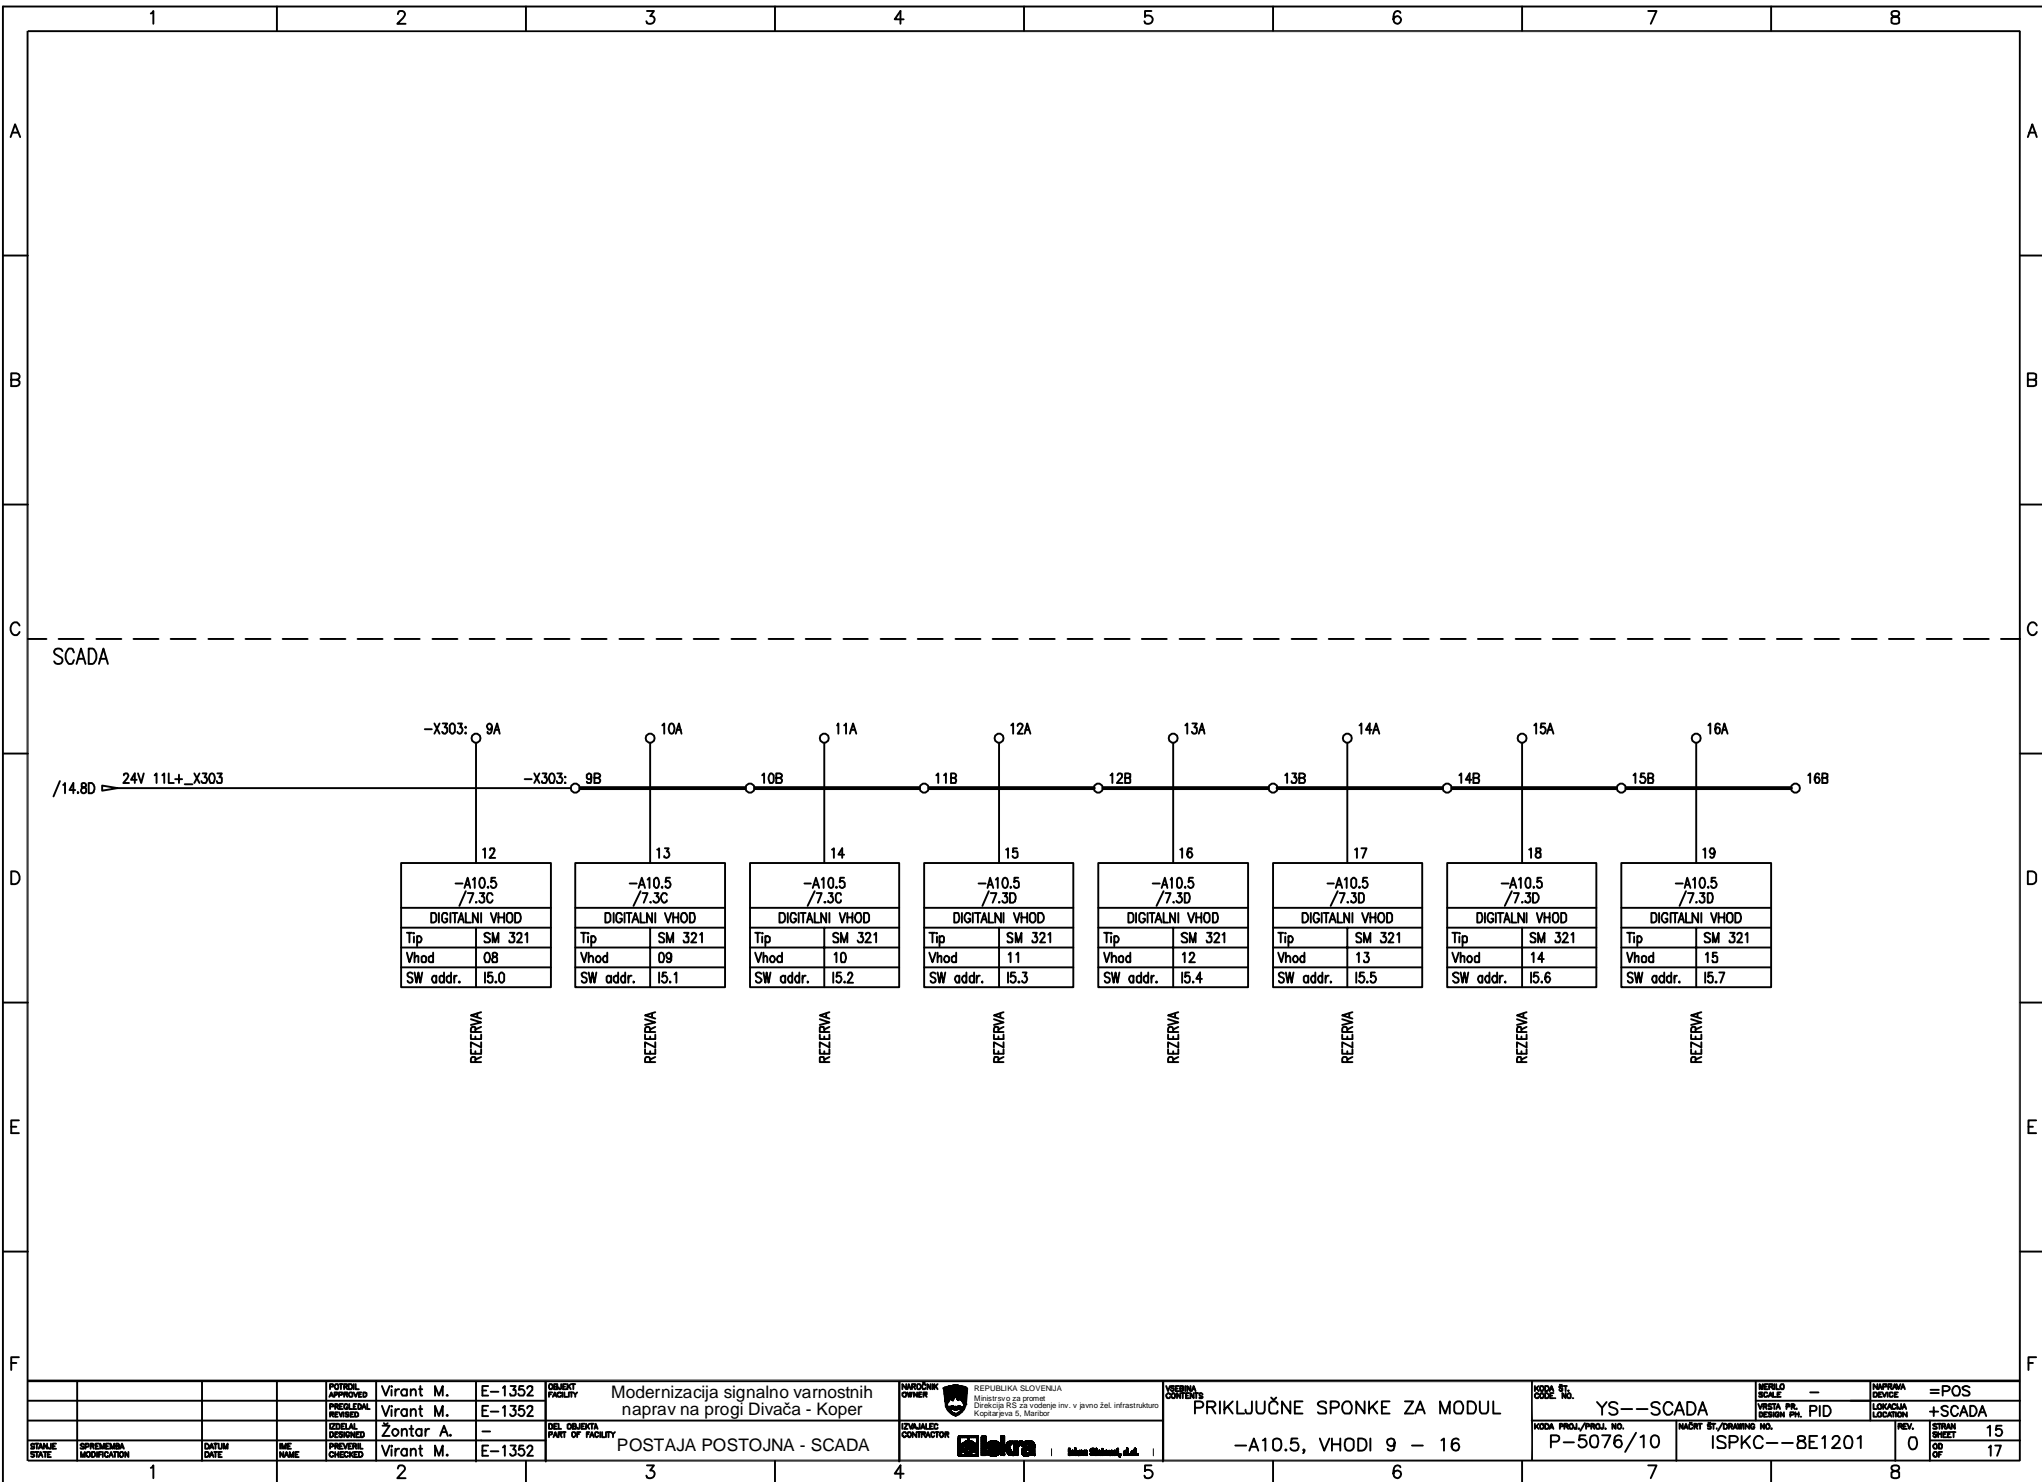 1 2 3 4 5 6 7 8
A A
B B
C C
SCADA
-X303: 9A 10A 11A 12A 13A 14A 15A 16A
/14.8D 24V 11L+_X303 -X303: 9B 10B 11B 12B 13B 14B 15B 16B
12 13 14 15 16 17 18 19
D D
-A10.5 -A10.5 -A10.5 -A10.5 -A10.5 -A10.5 -A10.5 -A10.5
/7.3C /7.3C /7.3C /7.3D /7.3D /7.3D /7.3D /7.3D
DIGITALNI VHOD DIGITALNI VHOD DIGITALNI VHOD DIGITALNI VHOD DIGITALNI VHOD DIGITALNI VHOD DIGITALNI VHOD DIGITALNI VHOD
Tip SM 321 Tip SM 321 Tip SM 321 Tip SM 321 Tip SM 321 Tip SM 321 Tip SM 321 Tip SM 321
Vhod 08 Vhod 09 Vhod 10 Vhod 11 Vhod 12 Vhod 13 Vhod 14 Vhod 15
SW addr. I5.0 SW addr. I5.1 SW addr. I5.2 SW addr. I5.3 SW addr. I5.4 SW addr. I5.5 SW addr. I5.6 SW addr. I5.7
REZERVA REZERVA REZERVA REZERVA REZERVA REZERVA REZERVA REZERVA
E E
F F
STANJE STATE
SPREMEMBA MODIFICATION
DATUM DATE
IME NAME
POTRDIL APPROVED Virant M. E-1352
PREGLEDAL REVISED Virant M. E-1352
IZDELAL DESIGNED Žontar A. -
PREVERIL CHECKED Virant M. E-1352
OBJEKT FACILITY
Modernizacija signalno varnostnih
naprav na progi Divača - Koper
DEL OBJEKTA PART OF FACILITY
POSTAJA POSTOJNA - SCADA
NAROČNIK OWNER
REPUBLIKA SLOVENIJA
Ministrsvo za promet
Direkcija RS za vodenje inv. v javno žel. infrastrukturo
Kopitarjeva 5, Maribor
IZVAJALEC CONTRACTOR
Iskra
Iskra Sistemi, d.d.
VSEBINA CONTENTS
PRIKLJUČNE SPONKE ZA MODUL
-A10.5, VHODI 9 - 16
KODA ŠT. CODE. NO.
YS--SCADA
MERILO SCALE -
VRSTA PR. DESIGN PH. PID
NAPRAVA DEVICE =POS
LOKACIJA LOCATION +SCADA
KODA PROJ./PROJ. NO.
P-5076/10
NAČRT ŠT./DRAWING NO.
ISPKC--8E1201
REV. 0
STRAN SHEET 15
OD OF 17
1 2 3 4 5 6 7 8